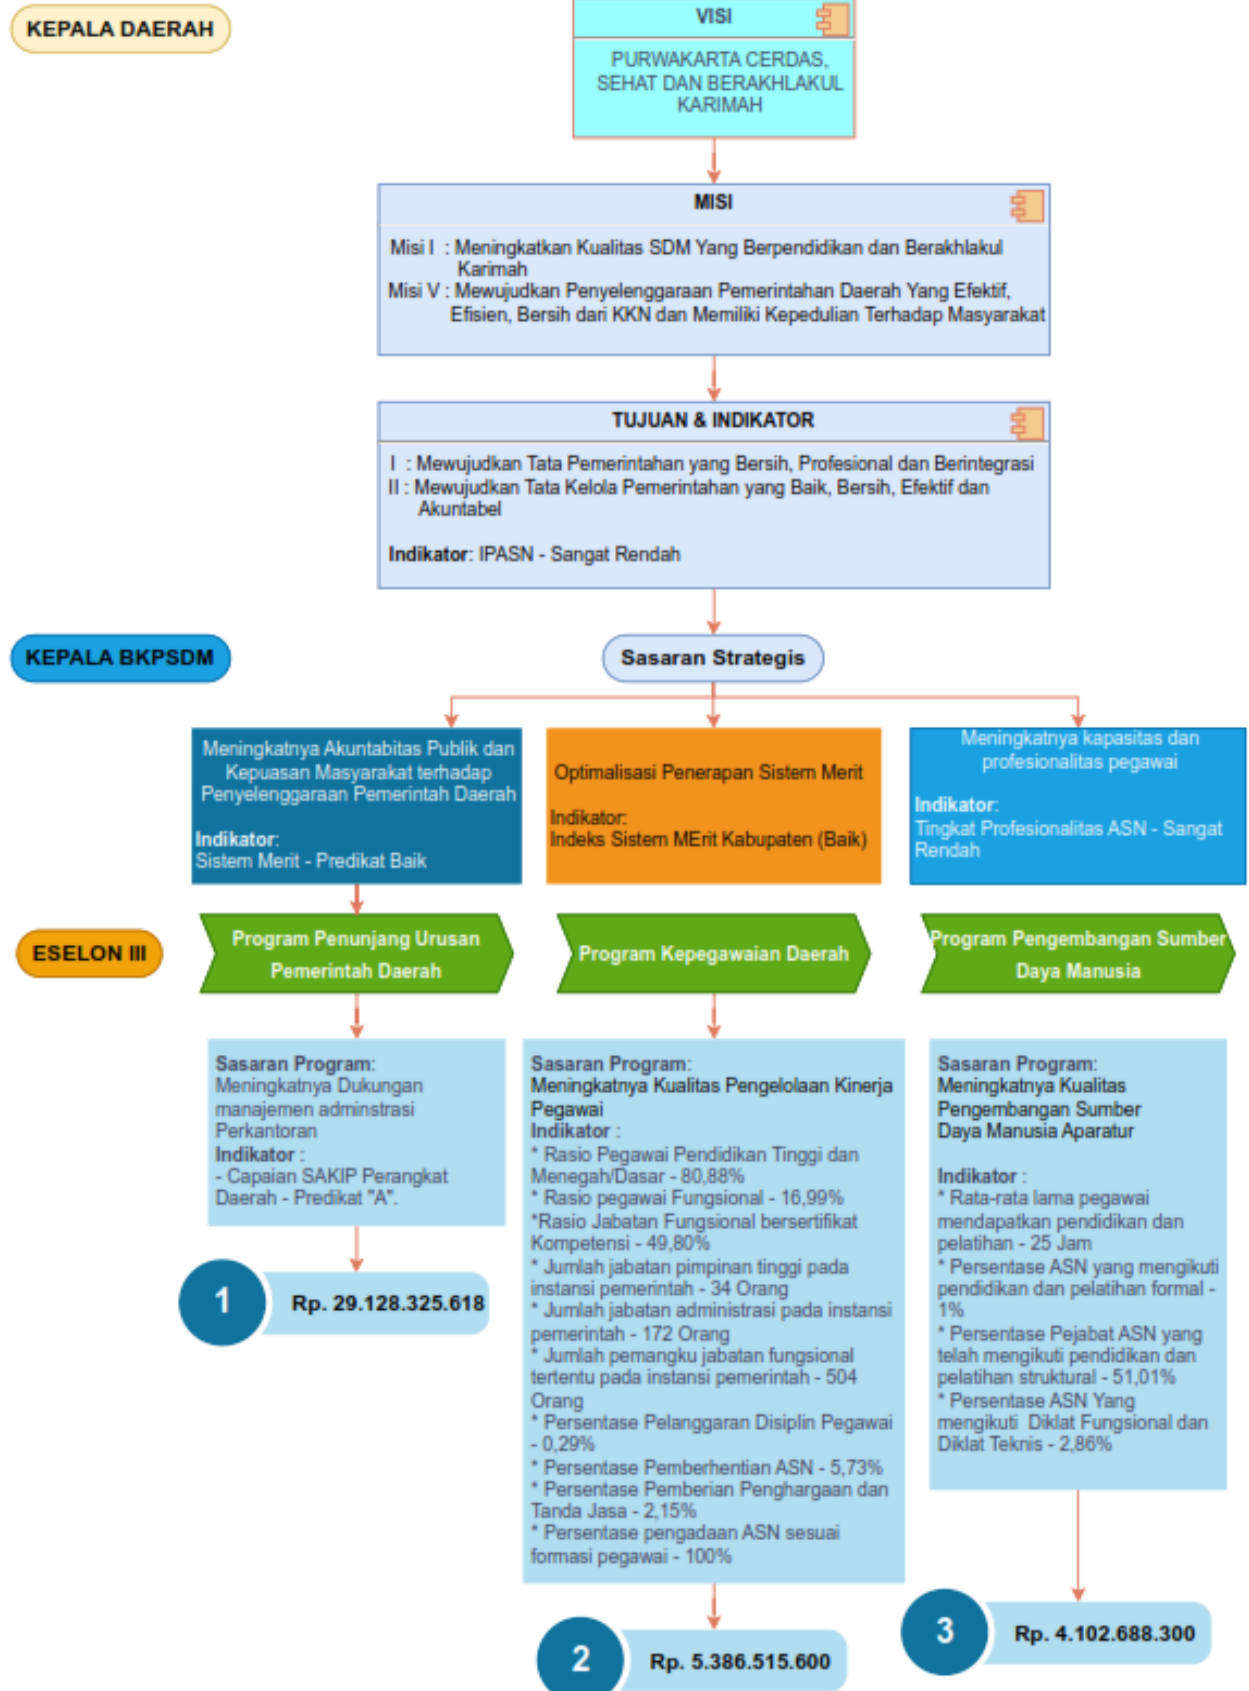 KEPALA DAERAH
VISI
PURWAKARTA CERDAS,
SEHAT DAN BERAKHLAKUL
KARIMAH
MISI
Misi I : Meningkatkan Kualitas SDM Yang Berpendidikan dan Berakhlakul
Karimah
Misi V : Mewujudkan Penyelenggaraan Pemerintahan Daerah Yang Efektif,
Efisien, Bersih dari KKN dan Memiliki Kepedulian Terhadap Masyarakat
TUJUAN & INDIKATOR
I : Mewujudkan Tata Pemerintahan yang Bersih, Profesional dan Berintegrasi
II : Mewujudkan Tata Kelola Pemerintahan yang Baik, Bersih, Efektif dan
Akuntabel
Indikator: IPASN - Sangat Rendah
KEPALA BKPSDM
Sasaran Strategis
Meningkatnya Akuntabitas Publik dan
Kepuasan Masyarakat terhadap
Penyelenggaraan Pemerintah Daerah
Indikator:
Sistem Merit - Predikat Baik
Optimalisasi Penerapan Sistem Merit
Indikator:
Indeks Sistem MErit Kabupaten (Baik)
Meningkatnya kapasitas dan
profesionalitas pegawai
Indikator:
Tingkat Profesionalitas ASN - Sangat
Rendah
ESELON III
Program Penunjang Urusan
Pemerintah Daerah
Program Kepegawaian Daerah
Program Pengembangan Sumber
Daya Manusia
Sasaran Program:
Meningkatnya Dukungan
manajemen adminstrasi
Perkantoran
Indikator :
- Capaian SAKIP Perangkat
Daerah - Predikat "A".
1
Rp. 29.128.325.618
Sasaran Program:
Meningkatnya Kualitas Pengelolaan Kinerja
Pegawai
Indikator :
* Rasio Pegawai Pendidikan Tinggi dan
Menegah/Dasar - 80,88%
* Rasio pegawai Fungsional - 16,99%
*Rasio Jabatan Fungsional bersertifikat
Kompetensi - 49,80%
* Jumlah jabatan pimpinan tinggi pada
instansi pemerintah - 34 Orang
* Jumlah jabatan administrasi pada instansi
pemerintah - 172 Orang
* Jumlah pemangku jabatan fungsional
tertentu pada instansi pemerintah - 504
Orang
* Persentase Pelanggaran Disiplin Pegawai
- 0,29%
* Persentase Pemberhentian ASN - 5,73%
* Persentase Pemberian Penghargaan dan
Tanda Jasa - 2,15%
* Persentase pengadaan ASN sesuai
formasi pegawai - 100%
2
Rp. 5.386.515.600
Sasaran Program:
Meningkatnya Kualitas
Pengembangan Sumber
Daya Manusia Aparatur
Indikator :
* Rata-rata lama pegawai
mendapatkan pendidikan dan
pelatihan - 25 Jam
* Persentase ASN yang mengikuti
pendidikan dan pelatihan formal -
1%
* Persentase Pejabat ASN yang
telah mengikuti pendidikan dan
pelatihan struktural - 51,01%
* Persentase ASN Yang
mengikuti Diklat Fungsional dan
Diklat Teknis - 2,86%
3
Rp. 4.102.688.300